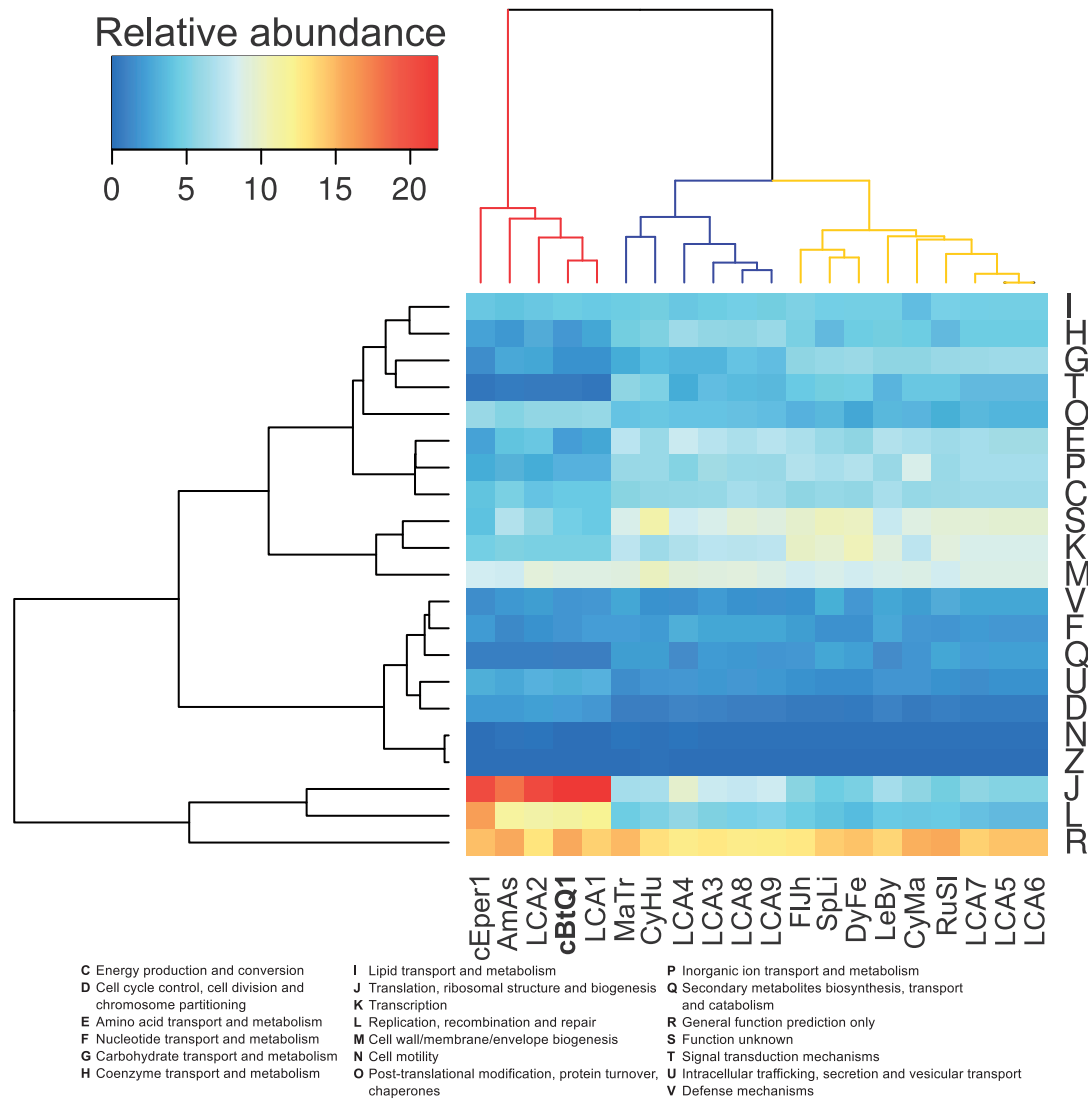 Relative abundance
0 5 10 15 20
I
H
G
T
O
E
P
C
S
K
M
V
F
Q
U
D
N
Z
J
L
R
cEper1
AmAs
LCA2
cBtQ1
LCA1
MaTr
CyHu
LCA4
LCA3
LCA8
LCA9
FlJh
SpLi
DyFe
LeBy
CyMa
RuSl
LCA7
LCA5
LCA6
C Energy production and conversion
D Cell cycle control, cell division and
chromosome partitioning
E Amino acid transport and metabolism
F Nucleotide transport and metabolism
G Carbohydrate transport and metabolism
H Coenzyme transport and metabolism
I Lipid transport and metabolism
J Translation, ribosomal structure and biogenesis
K Transcription
L Replication, recombination and repair
M Cell wall/membrane/envelope biogenesis
N Cell motility
O Post-translational modification, protein turnover,
chaperones
P Inorganic ion transport and metabolism
Q Secondary metabolites biosynthesis, transport
and catabolism
R General function prediction only
S Function unknown
T Signal transduction mechanisms
U Intracellular trafficking, secretion and vesicular transport
V Defense mechanisms